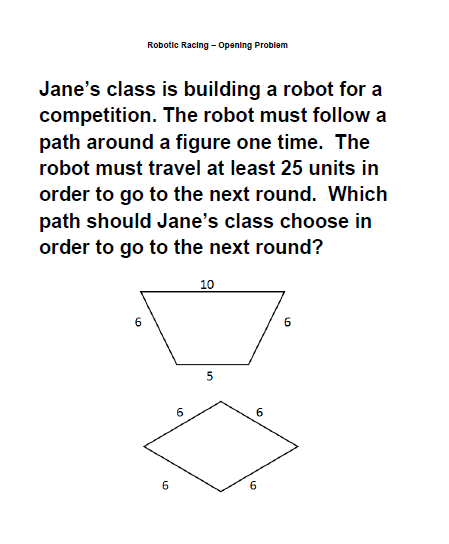 Robotic Racing – Opening Problem
Jane's class is building a robot for a
competition. The robot must follow a
path around a figure one time.  The
robot must travel at least 25 units in
order to go to the next round.  Which
path should Jane's class choose in
order to go to the next round?
10
6
6
5
6
6
6
6